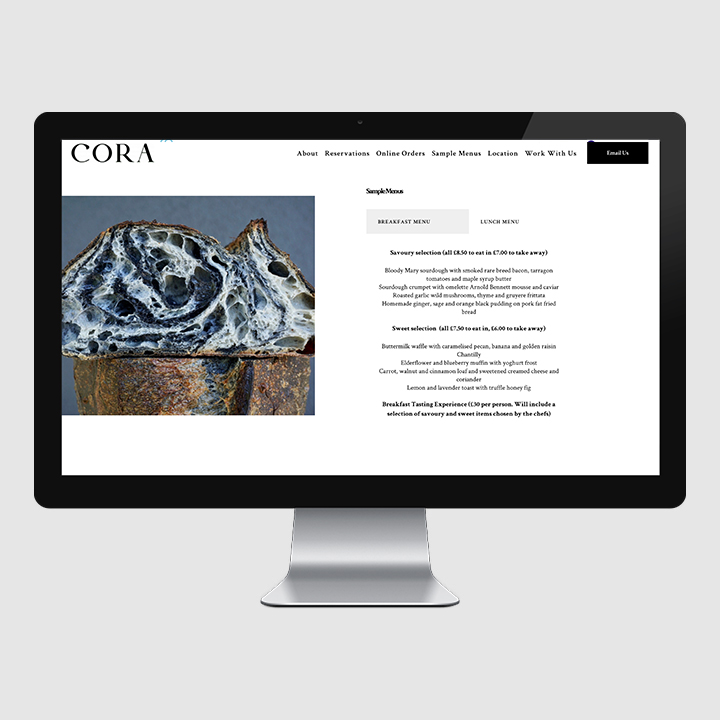 CORA
About Reservations Online Orders Sample Menus Location Work With Us Email Us
Sample Menus
BREAKFAST MENU LUNCH MENU
Savoury selection (all £8.50 to eat in £7.00 to take away)
Bloody Mary sourdough with smoked rare breed bacon, tarragon
tomatoes and maple syrup butter
Sourdough crumpet with omelette Arnold Bennett mousse and caviar
Roasted garlic wild mushrooms, thyme and gruyere frittata
Homemade ginger, sage and orange black pudding on pork fat fried
bread
Sweet selection (all £7.50 to eat in, £6.00 to take away)
Buttermilk waffle with caramelised pecan, banana and golden raisin
Chantilly
Elderflower and blueberry muffin with yoghurt frost
Carrot, walnut and cinnamon loaf and sweetened creamed cheese and
coriander
Lemon and lavender toast with truffle honey fig
Breakfast Tasting Experience (£30 per person. Will include a
selection of savoury and sweet items chosen by the chefs)